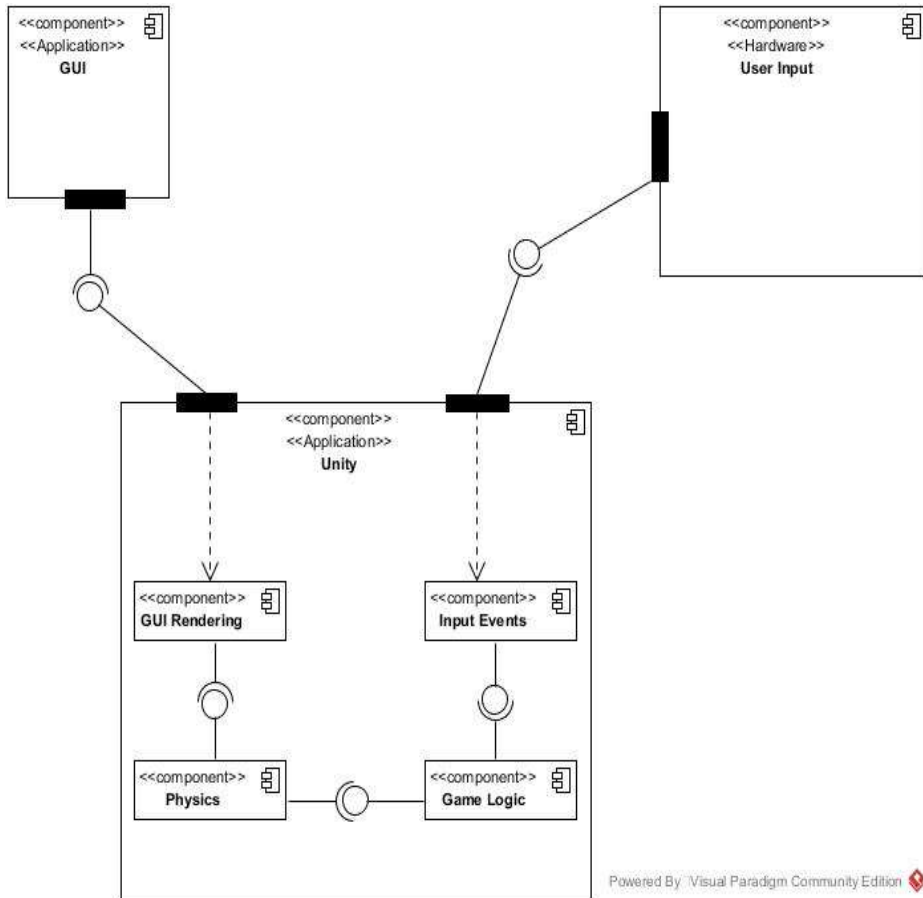 <<component>>
<<Application>>
GUI
<<component>>
<<Hardware>>
User Input
<<component>>
<<Application>>
Unity
<<component>>
GUI Rendering
<<component>>
Input Events
<<component>>
Physics
<<component>>
Game Logic
Powered By Visual Paradigm Community Edition